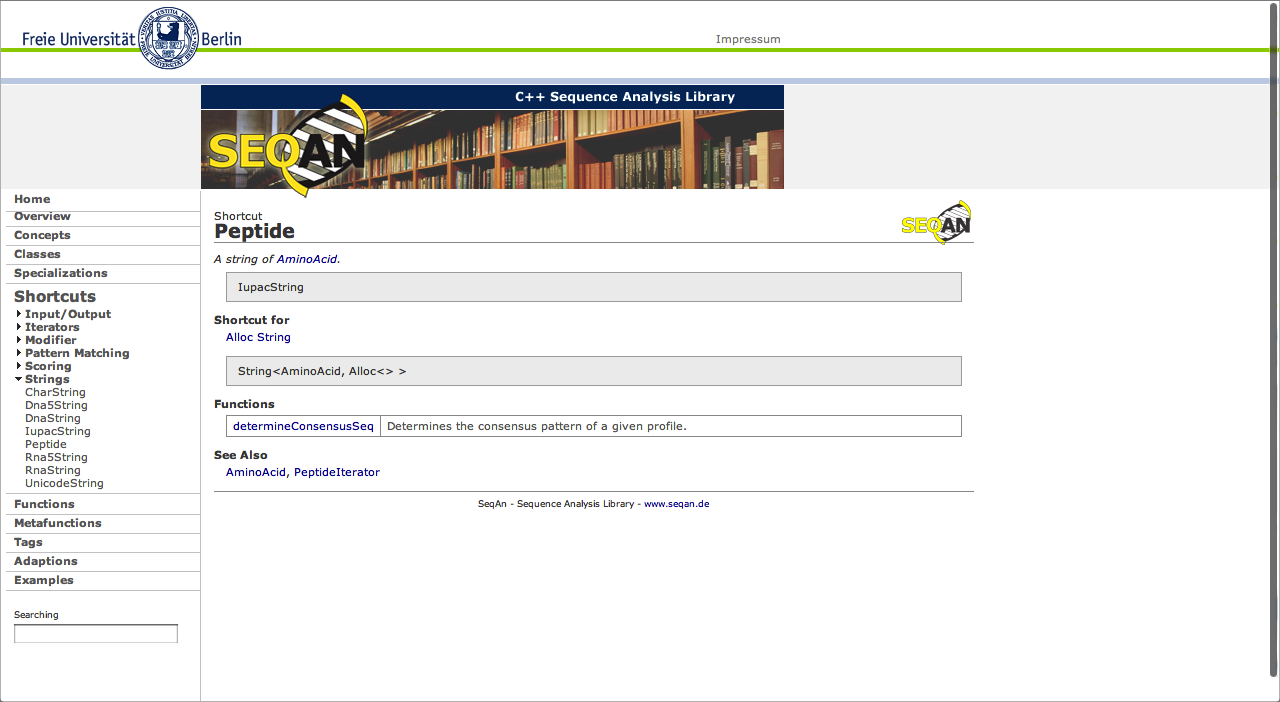 Freie Universität Berlin
Impressum
C++ Sequence Analysis Library
SEQAN
Home
Overview
Concepts
Classes
Specializations
Shortcuts
Input/Output
Iterators
Modifier
Pattern Matching
Scoring
Strings
CharString
Dna5String
DnaString
IupacString
Peptide
Rna5String
RnaString
UnicodeString
Functions
Metafunctions
Tags
Adaptions
Examples
Searching
Shortcut
Peptide
SEQAN
A string of AminoAcid.
IupacString
Shortcut for
Alloc String
String<AminoAcid, Alloc<> >
Functions
determineConsensusSeq Determines the consensus pattern of a given profile.
See Also
AminoAcid, PeptideIterator
SeqAn - Sequence Analysis Library - www.seqan.de